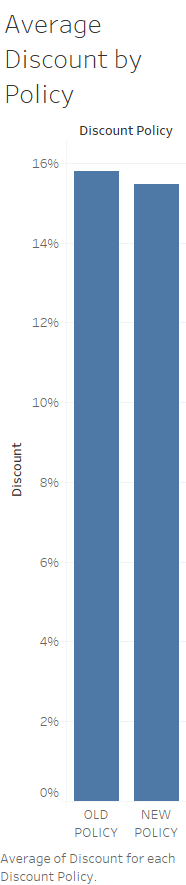 Average
Discount by
Policy
Discount Policy
16%
14%
12%
10%
8%
6%
4%
2%
0%
Discount
OLD
POLICY
NEW
POLICY
Average of Discount for each
Discount Policy.